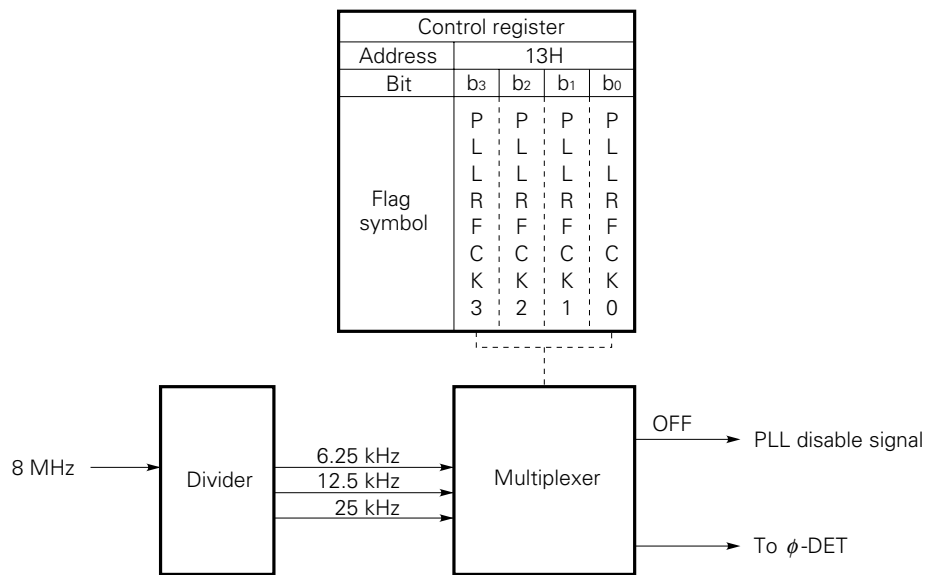 Control register
Address 13H
Bit b3 b2 b1 b0
Flag symbol
PLLRFCK3
PLLRFCK2
PLLRFCK1
PLLRFCK0
8 MHz
Divider
6.25 kHz
12.5 kHz
25 kHz
Multiplexer
OFF
PLL disable signal
To ϕ-DET